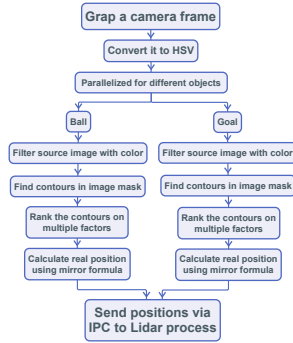 Grap a camera frame
Convert it to HSV
Parallelized for different objects
Ball
Goal
Filter source image with color
Filter source image with color
Find contours in image mask
Find contours in image mask
Rank the contours on
multiple factors
Rank the contours on
multiple factors
Calculate real position
using mirror formula
Calculate real position
using mirror formula
Send positions via
IPC to Lidar process